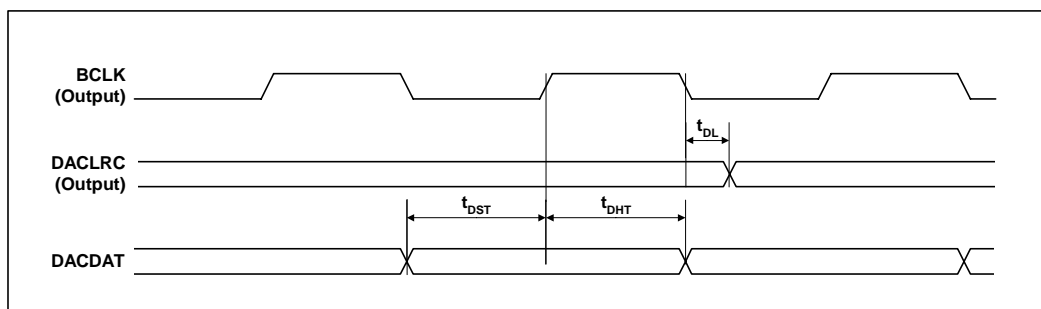 BCLK
(Output)
t_DL
DACLRC
(Output)
t_DST
t_DHT
DACDAT